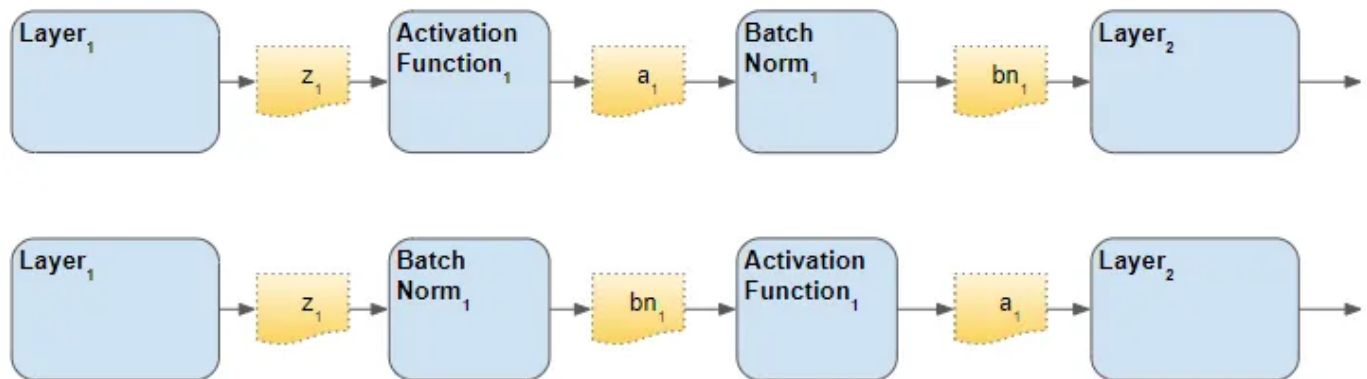 Layer₁
z₁
Activation
Function₁
a₁
Batch
Norm₁
bn₁
Layer₂
Layer₁
z₁
Batch
Norm₁
bn₁
Activation
Function₁
a₁
Layer₂